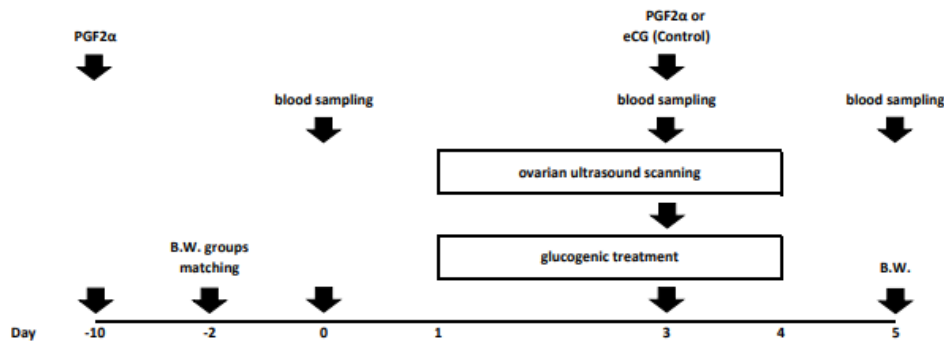 PGF2α or
PGF2α
eCG (Control)
blood sampling
blood sampling
blood sampling
ovarian ultrasound scanning
B.W. groups
matching
glucogenic treatment
B.W.
Day
-10
-2
0
1
3
4
5